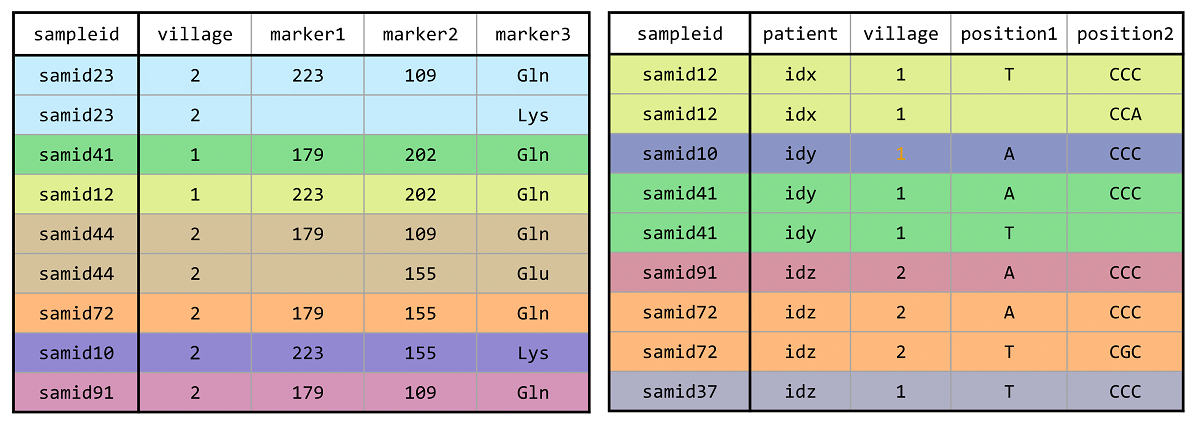 sampleid village marker1 marker2 marker3
samid23 2 223 109 Gln
samid23 2 Lys
samid41 1 179 202 Gln
samid12 1 223 202 Gln
samid44 2 179 109 Gln
samid44 2 155 Glu
samid72 2 179 155 Gln
samid10 2 223 155 Lys
samid91 2 179 109 Gln
sampleid patient village position1 position2
samid12 idx 1 T CCC
samid12 idx 1 CCA
samid10 idy 1 A CCC
samid41 idy 1 A CCC
samid41 idy 1 T
samid91 idz 2 A CCC
samid72 idz 2 A CCC
samid72 idz 2 T CGC
samid37 idz 1 T CCC